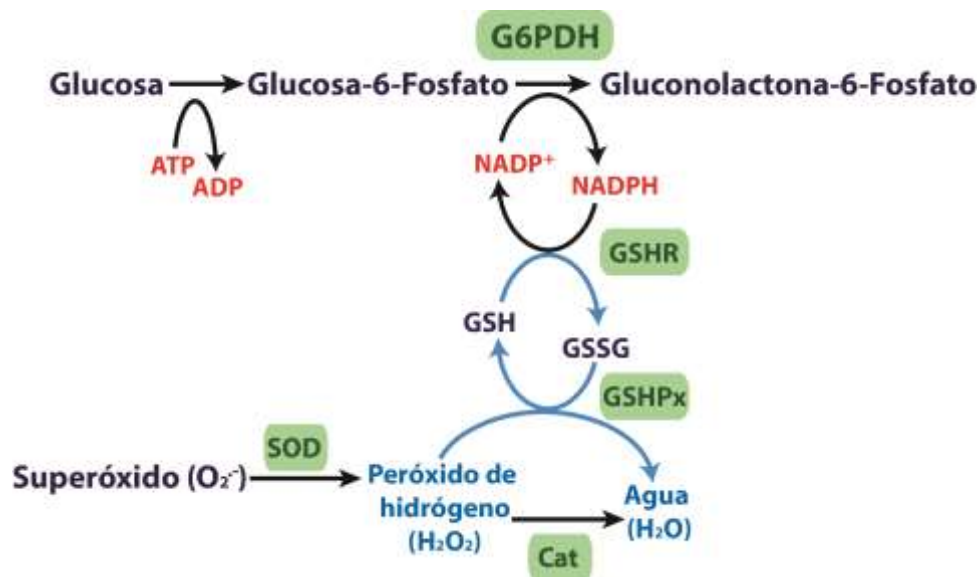 G6PDH
Glucosa
Glucosa-6-Fosfato
Gluconolactona-6-Fosfato
ATP
ADP
NADP⁺
NADPH
GSHR
GSH
GSSG
GSHPx
SOD
Superóxido (O₂·⁻)
Peróxido de
hidrógeno
(H₂O₂)
Agua
(H₂O)
Cat